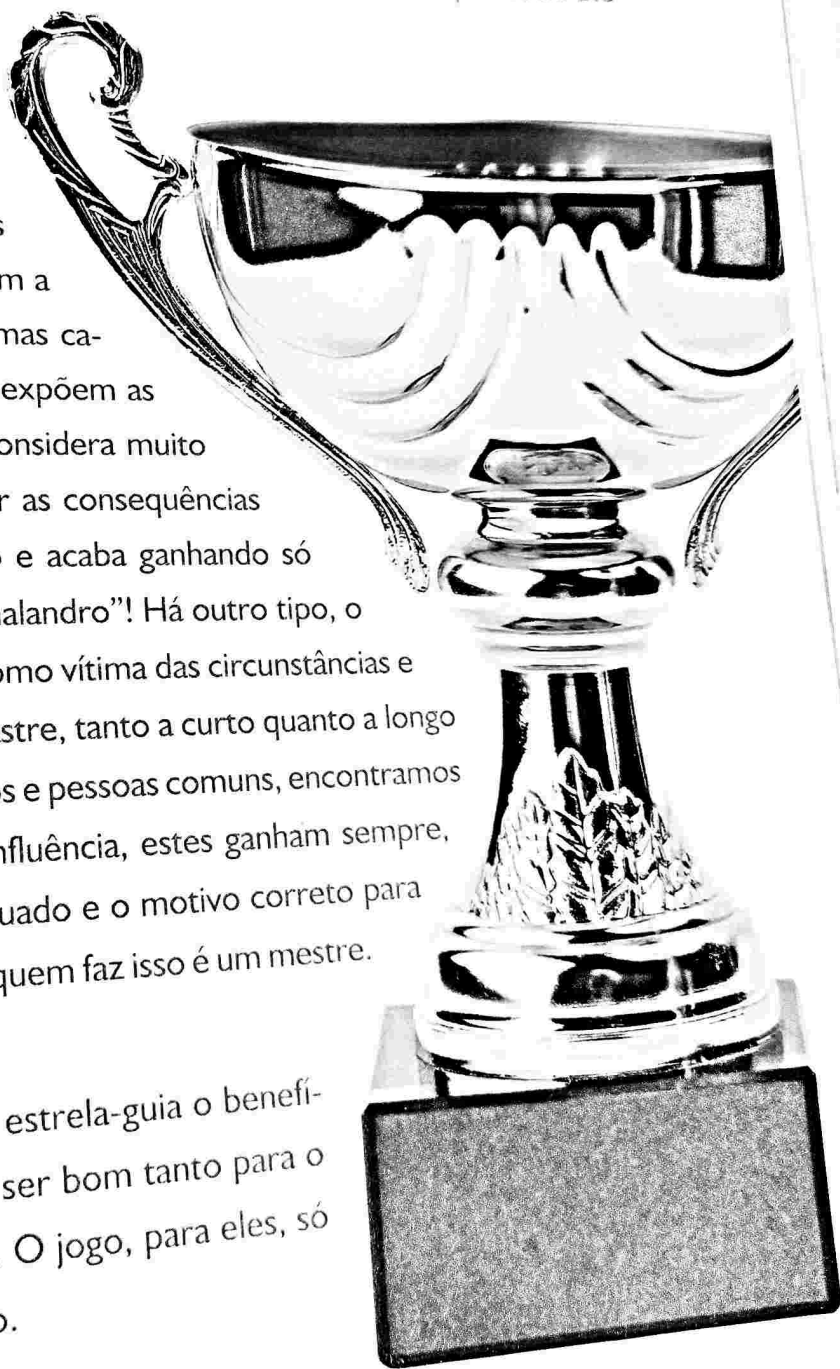 s
m a
mas ca-
expõem as
onsidera muito
r as consequências
o e acaba ganhando só
alandro”! Há outro tipo, o
omo vítima das circunstâncias e
stre, tanto a curto quanto a longo
os e pessoas comuns, encontramos
nfluência, estes ganham sempre,
uado e o motivo correto para
quem faz isso é um mestre.
estrela-guia o benefí-
ser bom tanto para o
O jogo, para eles, só
o.